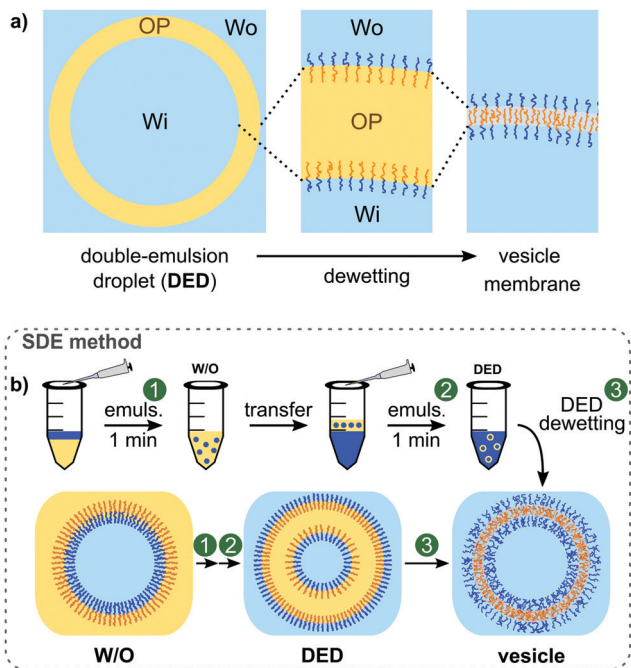 a)
OP
Wo
Wi
Wo
OP
Wi
double-emulsion
droplet (DED)
dewetting
vesicle
membrane
SDE method
b)
1
emuls.
1 min
W/O
transfer
2
emuls.
1 min
DED
3
DED
dewetting
1 2
3
W/O
DED
vesicle